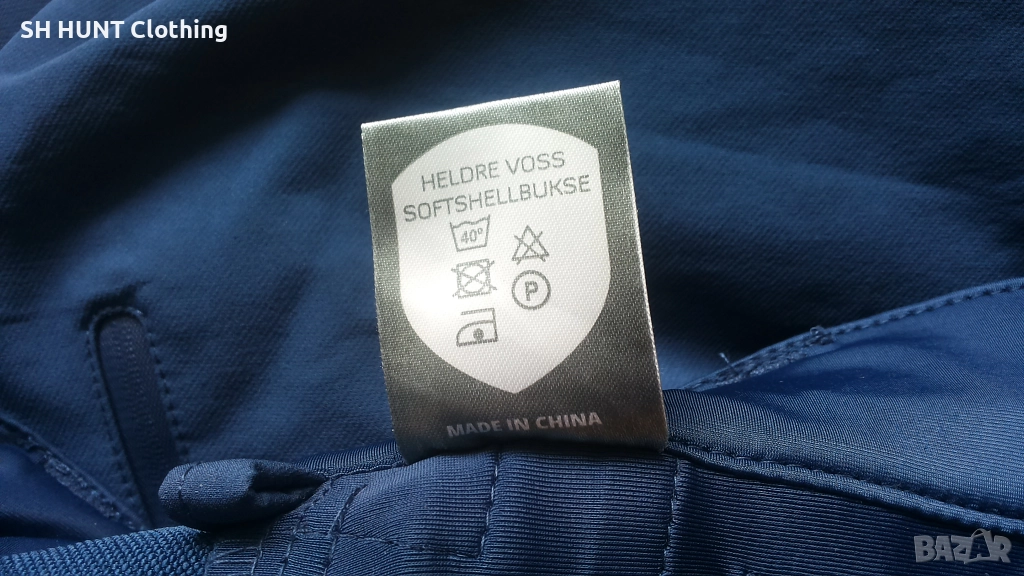 SH HUNT Clothing
HELDRE VOSS
SOFTSHELLBUKSE
40°
P
MADE IN CHINA
BAZAR